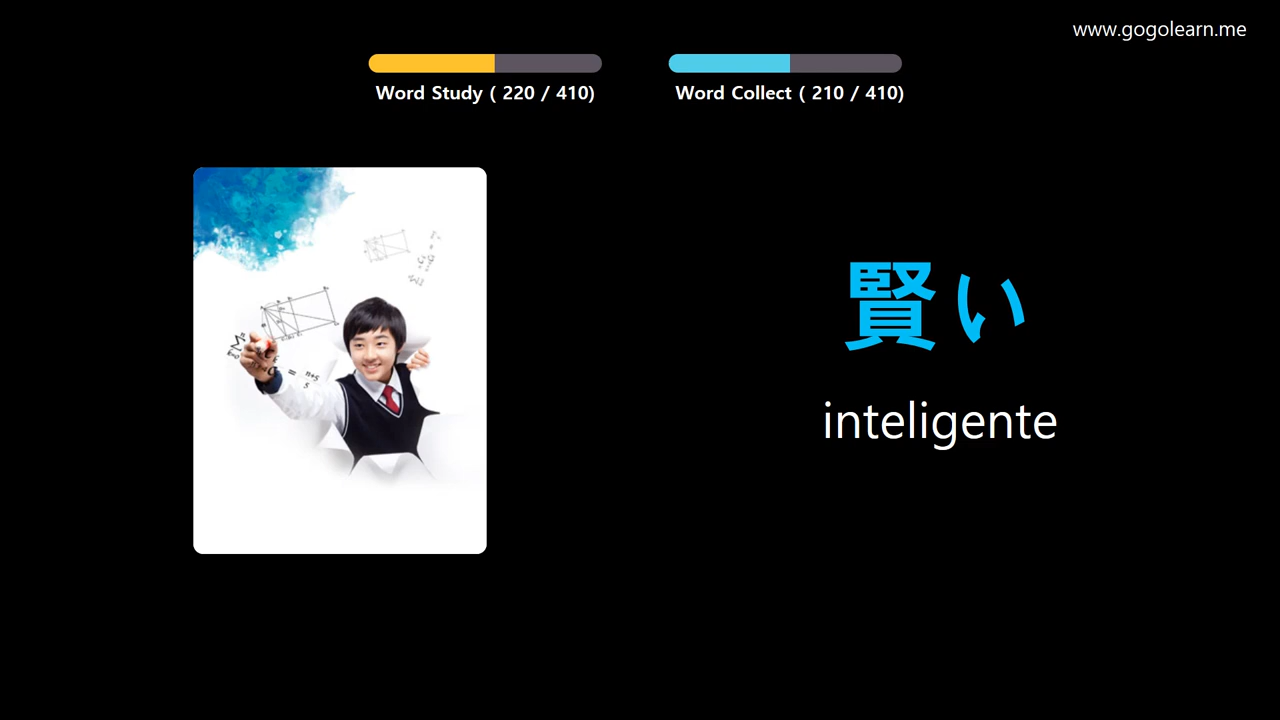 www.gogolearn.me
Word Study ( 220 / 410)
Word Collect ( 210 / 410)
賢い
inteligente